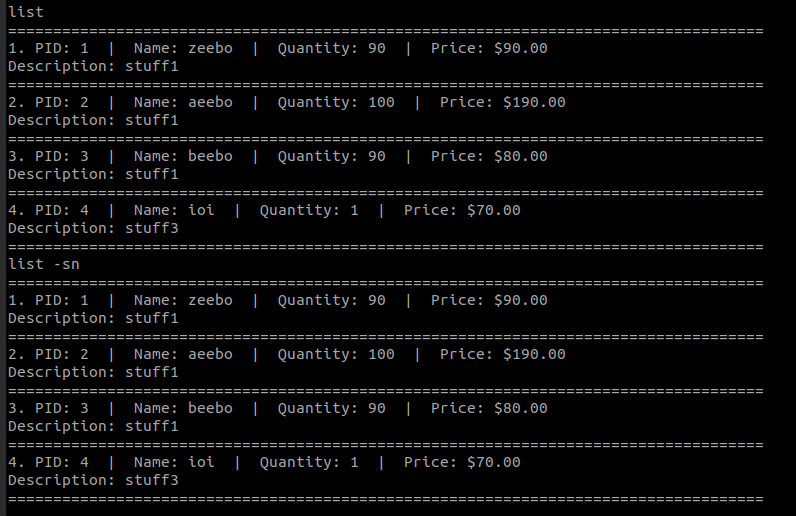 list
====================================================================================
1. PID: 1  |  Name: zeebo  |  Quantity: 90  |  Price: $90.00
Description: stuff1
====================================================================================
2. PID: 2  |  Name: aeebo  |  Quantity: 100  |  Price: $190.00
Description: stuff1
====================================================================================
3. PID: 3  |  Name: beebo  |  Quantity: 90  |  Price: $80.00
Description: stuff1
====================================================================================
4. PID: 4  |  Name: ioi  |  Quantity: 1  |  Price: $70.00
Description: stuff3
====================================================================================
list -sn
====================================================================================
1. PID: 1  |  Name: zeebo  |  Quantity: 90  |  Price: $90.00
Description: stuff1
====================================================================================
2. PID: 2  |  Name: aeebo  |  Quantity: 100  |  Price: $190.00
Description: stuff1
====================================================================================
3. PID: 3  |  Name: beebo  |  Quantity: 90  |  Price: $80.00
Description: stuff1
====================================================================================
4. PID: 4  |  Name: ioi  |  Quantity: 1  |  Price: $70.00
Description: stuff3
====================================================================================